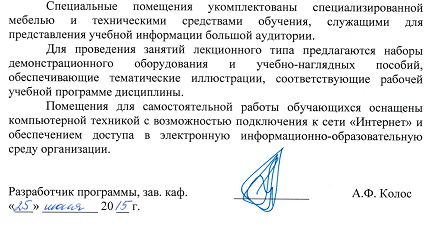 Специальные помещения укомплектованы специализированной
мебелью и техническими средствами обучения, служащими для
представления учебной информации большой аудитории.
Для проведения занятий лекционного типа предлагаются наборы
демонстрационного оборудования и учебно-наглядных пособий,
обеспечивающие тематические иллюстрации, соответствующие рабочей
учебной программе дисциплины.
Помещения для самостоятельной работы обучающихся оснащены
компьютерной техникой с возможностью подключения к сети «Интернет» и
обеспечением доступа в электронную информационно-образовательную
среду организации.
Разработчик программы, зав. каф. А.Ф. Колос
«25» июня 2015 г.